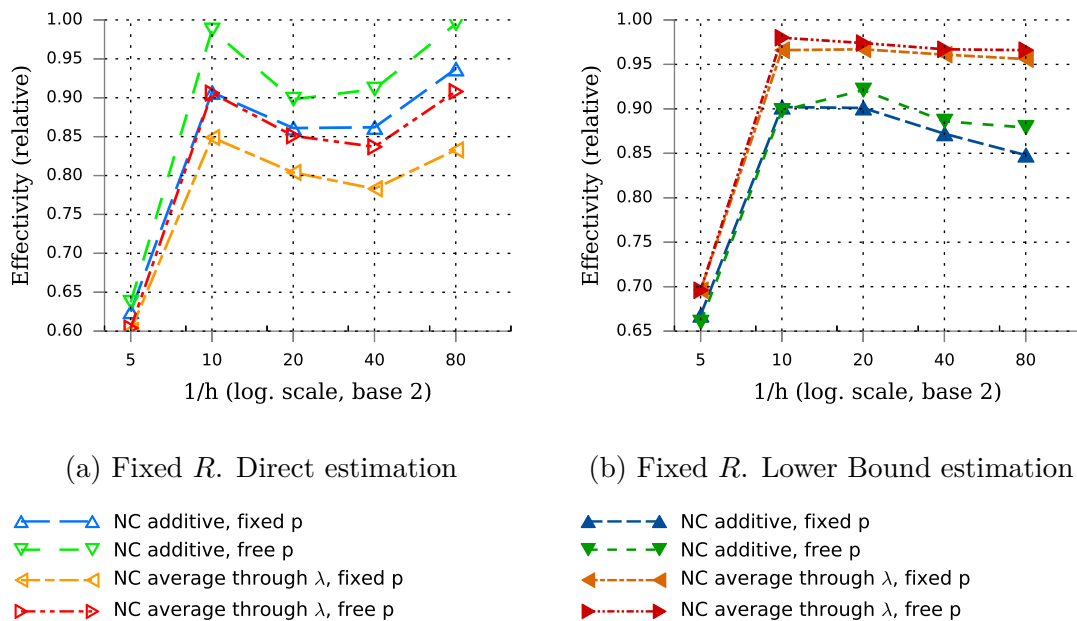 Effectivity (relative)
1.00
0.95
0.90
0.85
0.80
0.75
0.70
0.65
0.60
5 10 20 40 80
1/h (log. scale, base 2)
(a) Fixed R. Direct estimation
NC additive, fixed p
NC additive, free p
NC average through λ, fixed p
NC average through λ, free p
Effectivity (relative)
1.00
0.95
0.90
0.85
0.80
0.75
0.70
0.65
5 10 20 40 80
1/h (log. scale, base 2)
(b) Fixed R. Lower Bound estimation
NC additive, fixed p
NC additive, free p
NC average through λ, fixed p
NC average through λ, free p